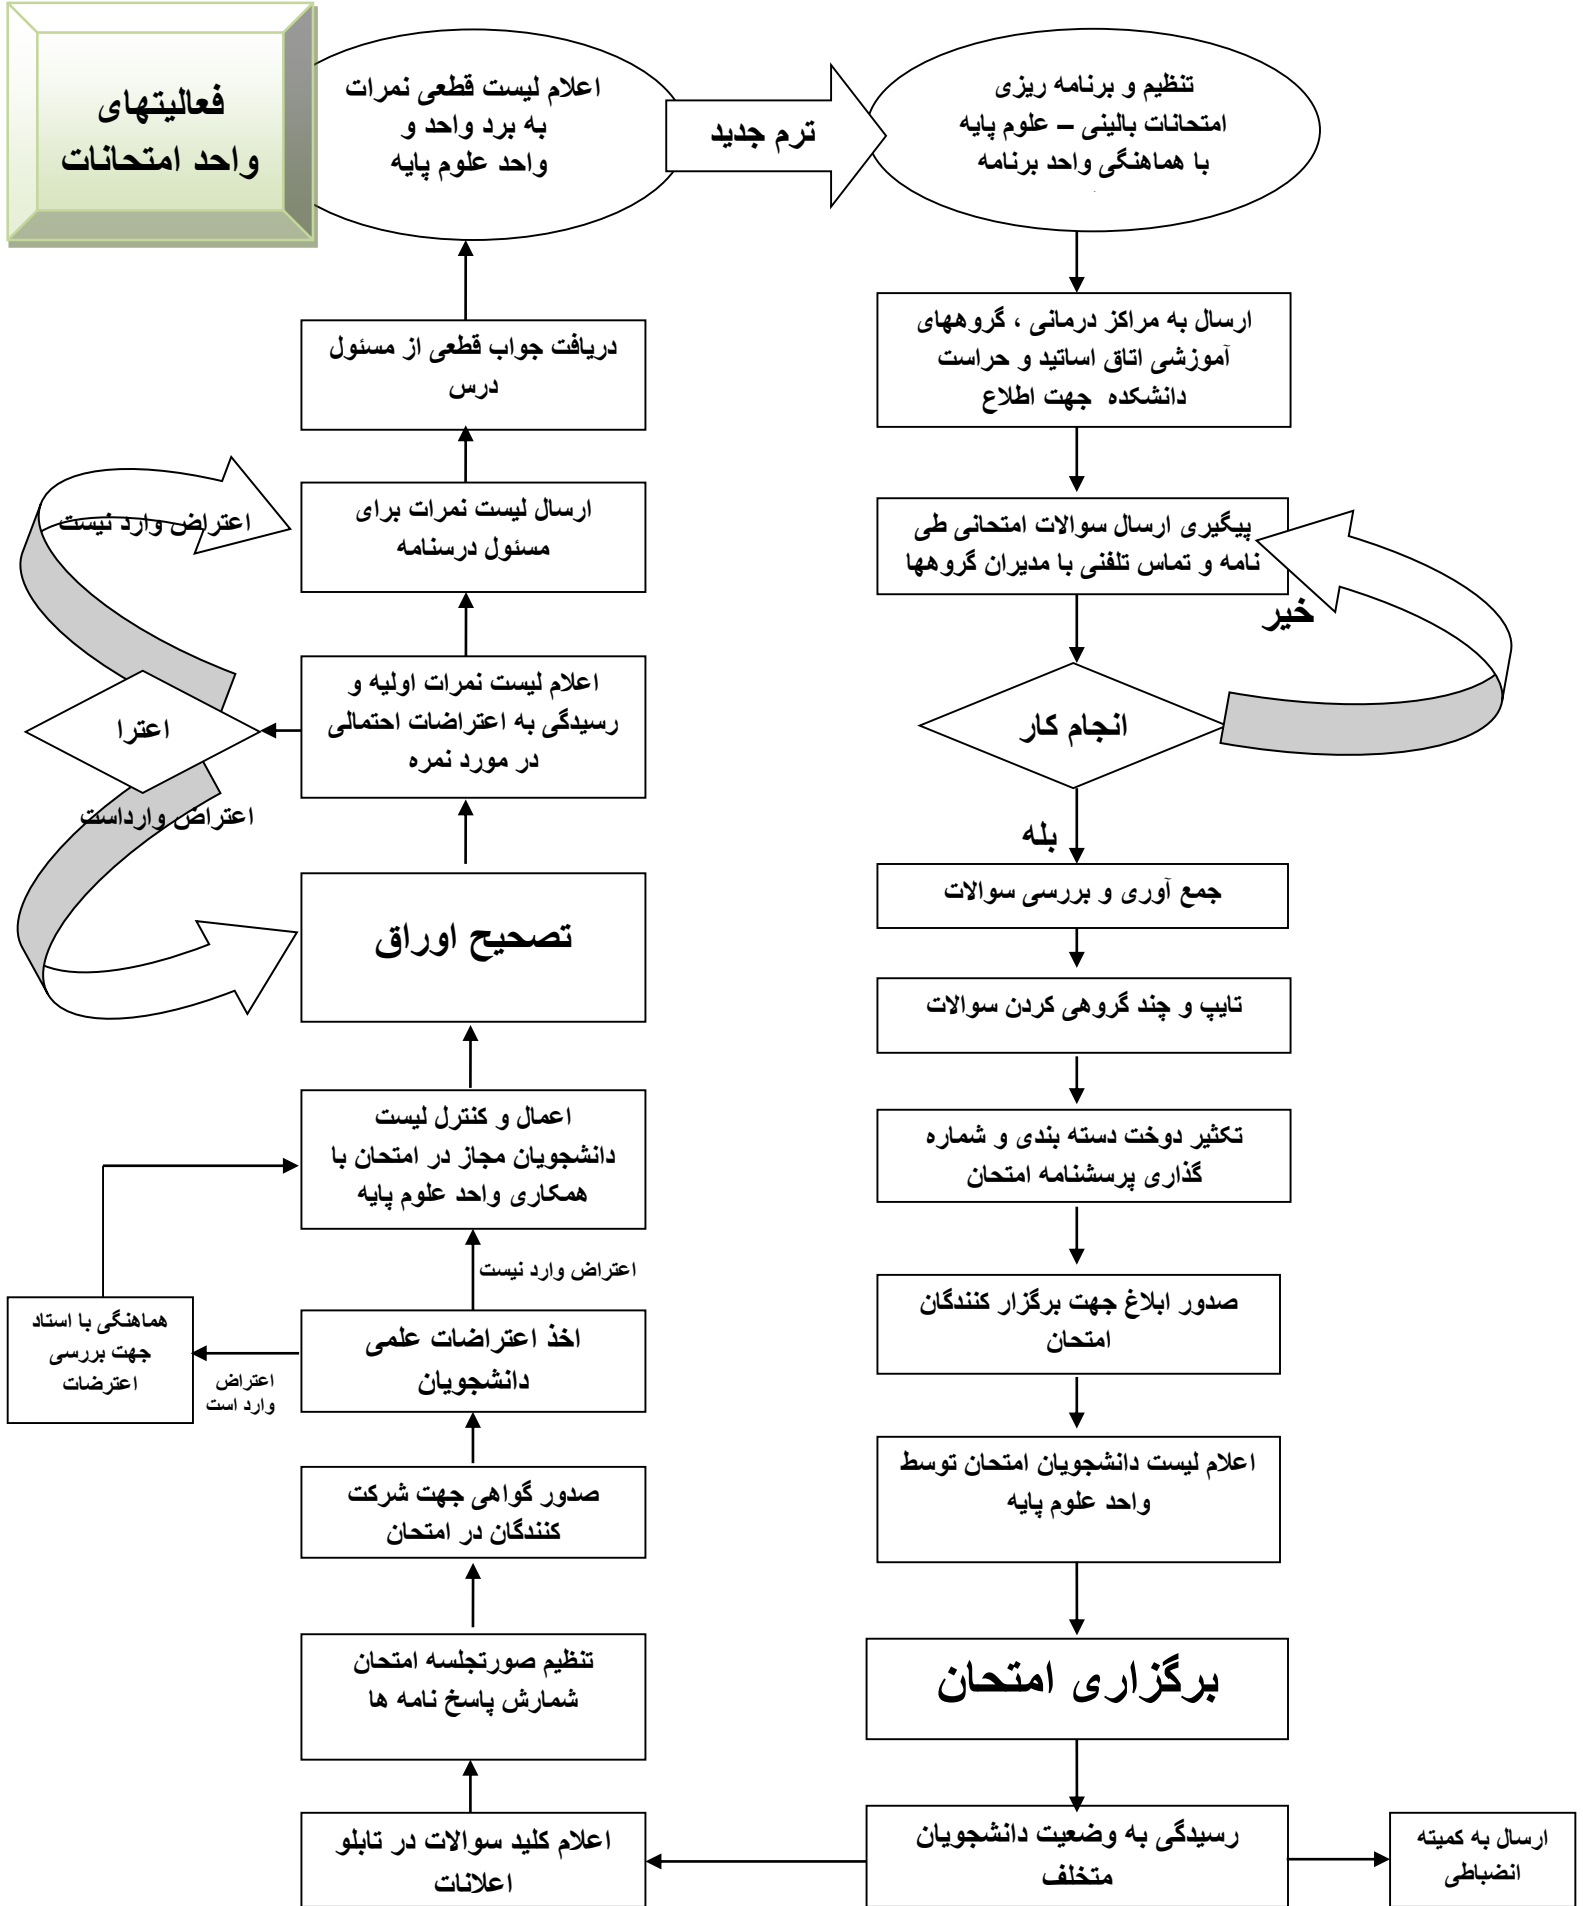 فعالیتهای
واحد امتحانات
اعلام لیست قطعی نمرات
به برد واحد و
واحد علوم پایه
ترم جدید
تنظیم و برنامه ریزی
امتحانات بالینی – علوم پایه
با هماهنگی واحد برنامه
ارسال به مراکز درمانی ، گروههای
آموزشی اتاق اساتید و حراست
دانشکده جهت اطلاع
پیگیری ارسال سوالات امتحانی طی
نامه و تماس تلفنی با مدیران گروهها
خیر
انجام کار
بله
جمع آوری و بررسی سوالات
تایپ و چند گروهی کردن سوالات
تکثیر دوخت دسته بندی و شماره
گذاری پرسشنامه امتحان
صدور ابلاغ جهت برگزار کنندگان
امتحان
اعلام لیست دانشجویان امتحان توسط
واحد علوم پایه
برگزاری امتحان
رسیدگی به وضعیت دانشجویان
متخلف
ارسال به کمیته
انضباطی
اعلام کلید سوالات در تابلو
اعلانات
تنظیم صورتجلسه امتحان
شمارش پاسخ نامه ها
صدور گواهی جهت شرکت
کنندگان در امتحان
اخذ اعتراضات علمی
دانشجویان
اعتراض
وارد است
هماهنگی با استاد
جهت بررسی
اعترضات
اعتراض وارد نیست
اعمال و کنترل لیست
دانشجویان مجاز در امتحان با
همکاری واحد علوم پایه
تصحیح اوراق
اعلام لیست نمرات اولیه و
رسیدگی به اعتراضات احتمالی
در مورد نمره
اعترا
اعتراض وارداست
اعتراض وارد نیست
ارسال لیست نمرات برای
مسئول درسنامه
دریافت جواب قطعی از مسئول
درس